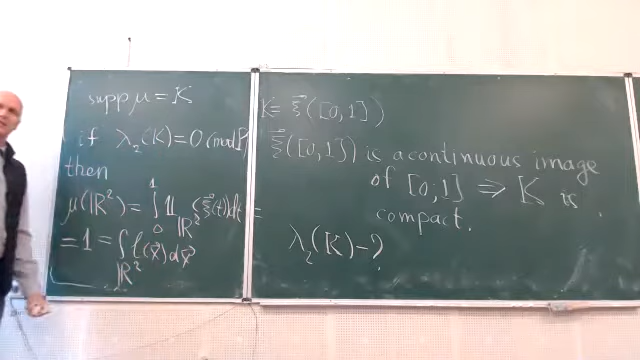 supp μ = K
if λ₂(K) = 0 (mod P)
then
μ(ℝ²) = ∫₀¹ 𝟙_ℝ² (ξ⃗(t))dt =
= 1 = ∫_ℝ² ℓ(v⃗)dv⃗
K = ξ⃗([0,1])
ξ⃗([0,1]) is a continuous image
of [0,1] ⇒ K is
compact.
λ₂(K) – ?